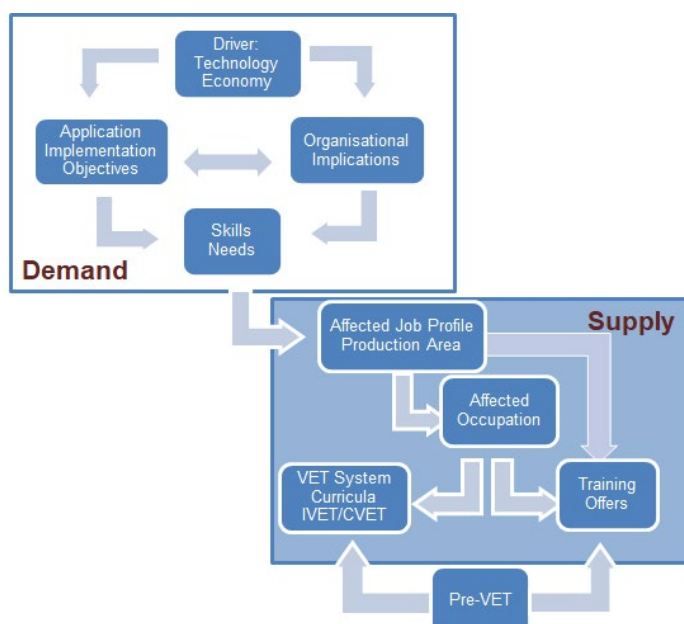 Driver:
Technology
Economy
Application
Implementation
Objectives
Organisational
Implications
Skills
Needs
Demand
Supply
Affected Job Profile
Production Area
Affected
Occupation
VET System
Curricula
IVET/CVET
Training
Offers
Pre-VET